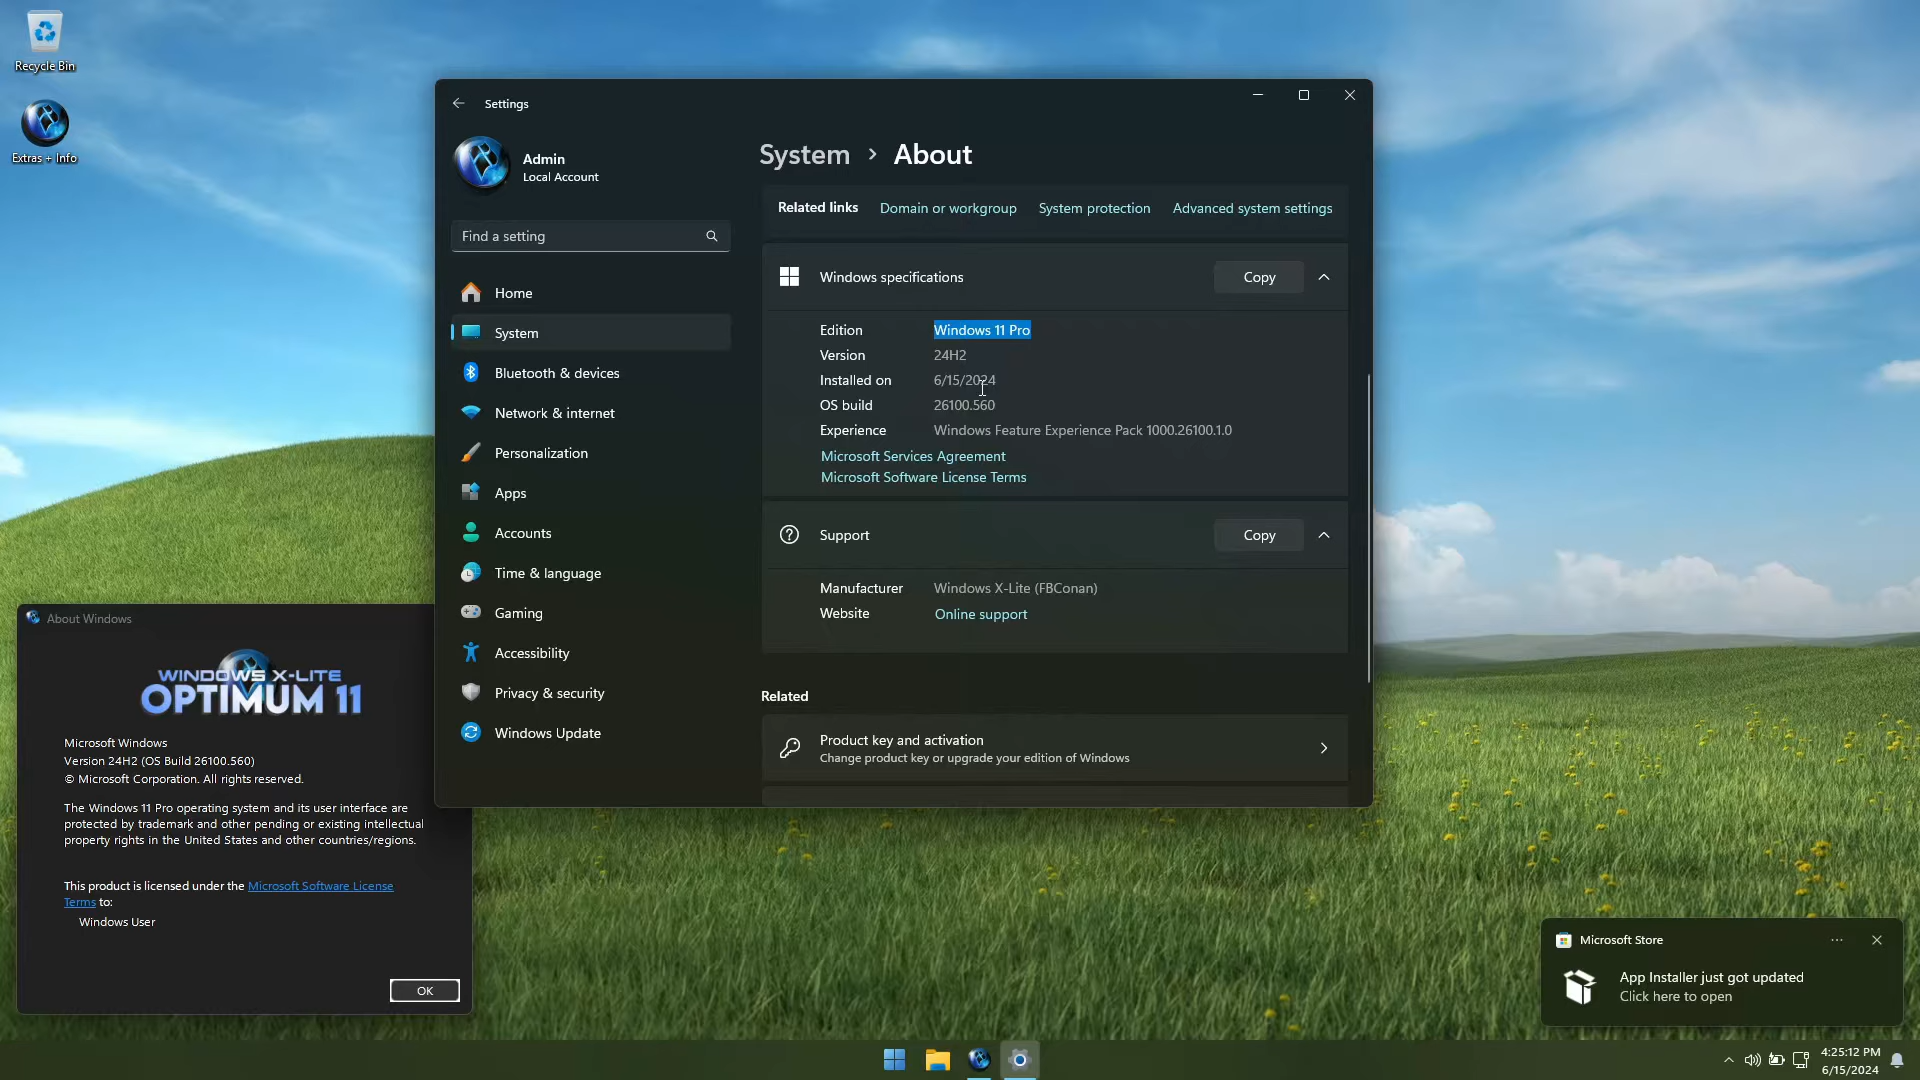 Recycle Bin
Extras + Info
Settings
Admin
Local Account
Find a setting
Home
System
Bluetooth & devices
Network & internet
Personalization
Apps
Accounts
Time & language
Gaming
Accessibility
Privacy & security
Windows Update
System > About
Related links Domain or workgroup System protection Advanced system settings
Windows specifications Copy
Edition Windows 11 Pro
Version 24H2
Installed on 6/15/2024
OS build 26100.560
Experience Windows Feature Experience Pack 1000.26100.1.0
Microsoft Services Agreement
Microsoft Software License Terms
Support Copy
Manufacturer Windows X-Lite (FBConan)
Website Online support
Related
Product key and activation
Change product key or upgrade your edition of Windows
About Windows
WINDOWS X-LITE
OPTIMUM 11
Microsoft Windows
Version 24H2 (OS Build 26100.560)
© Microsoft Corporation. All rights reserved.
The Windows 11 Pro operating system and its user interface are
protected by trademark and other pending or existing intellectual
property rights in the United States and other countries/regions.
This product is licensed under the Microsoft Software License
Terms to:
Windows User
OK
Microsoft Store
App Installer just got updated
Click here to open
4:25:12 PM
6/15/2024